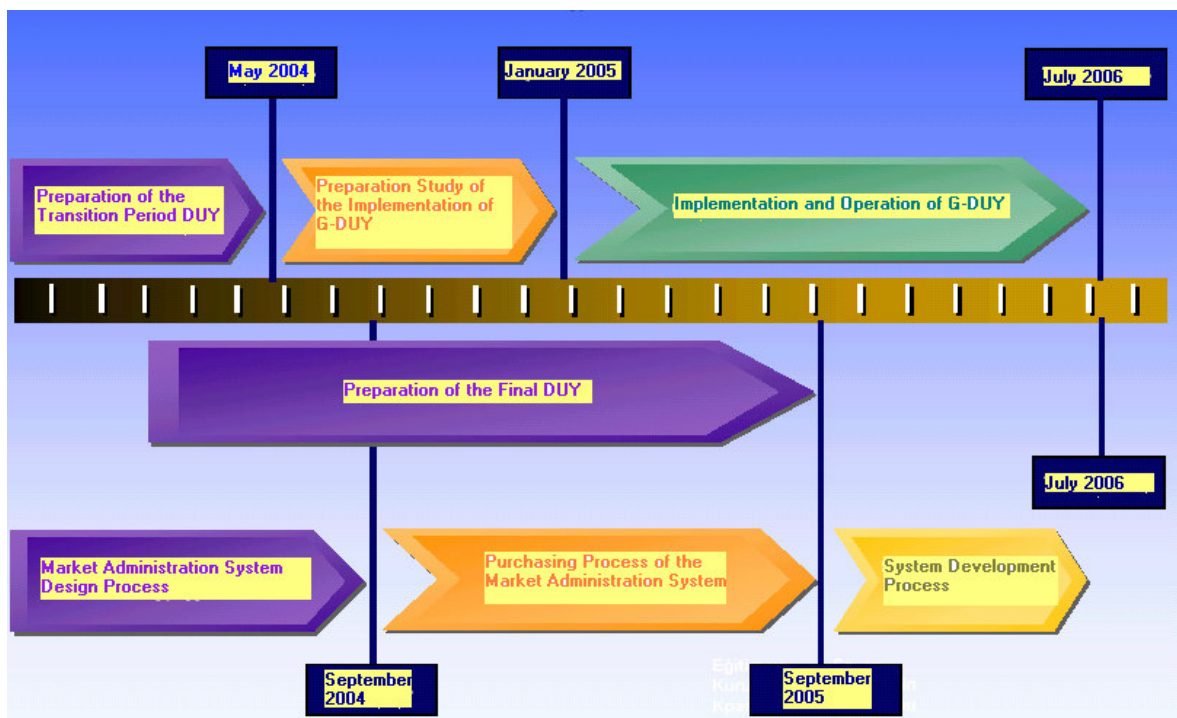 May 2004
January 2005
July 2006
Preparation of the
Transition Period DUY
Preparation Study of
the Implementation of
G-DUY
Implementation and Operation of G-DUY
Preparation of the Final DUY
July 2006
Market Administration System
Design Process
Purchasing Process of the
Market Administration System
System Development
Process
September
2004
September
2005